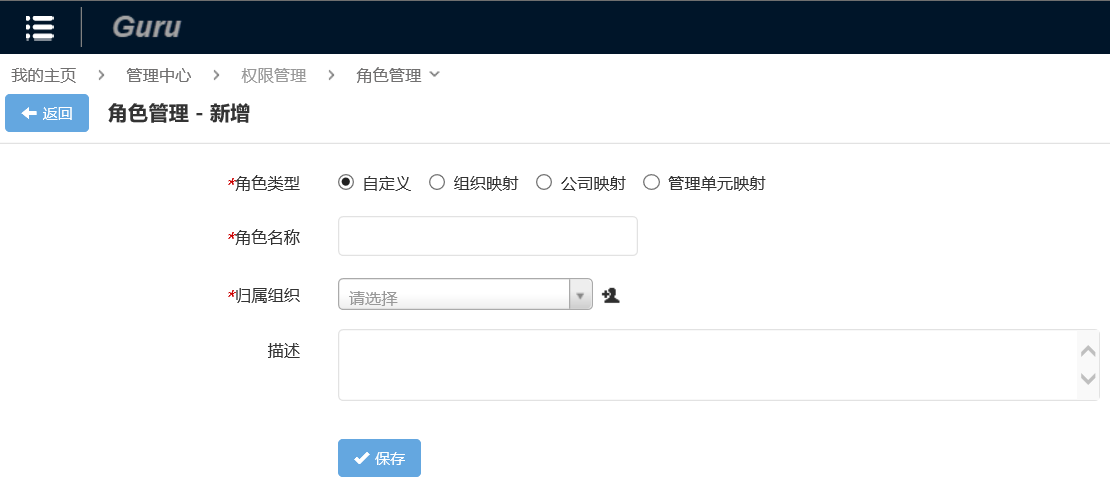 Guru
我的主页 > 管理中心 > 权限管理 > 角色管理
返回 角色管理 - 新增
*角色类型 自定义 组织映射 公司映射 管理单元映射
*角色名称
*归属组织 请选择
描述
保存